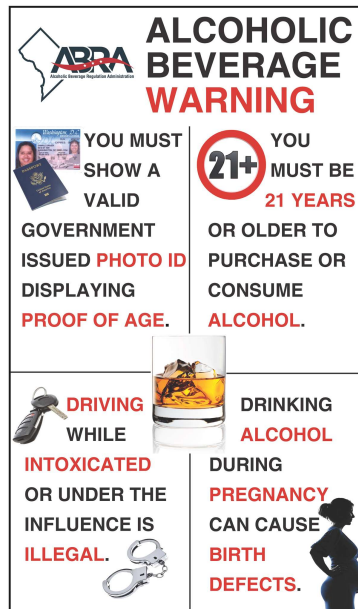 ABRA
Alcoholic Beverage Regulation Administration
ALCOHOLIC
BEVERAGE
WARNING
YOU MUST
SHOW A
VALID
GOVERNMENT
ISSUED PHOTO ID
DISPLAYING
PROOF OF AGE.
21+
YOU
MUST BE
21 YEARS
OR OLDER TO
PURCHASE OR
CONSUME
ALCOHOL.
DRIVING
WHILE
INTOXICATED
OR UNDER THE
INFLUENCE IS
ILLEGAL.
DRINKING
ALCOHOL
DURING
PREGNANCY
CAN CAUSE
BIRTH
DEFECTS.